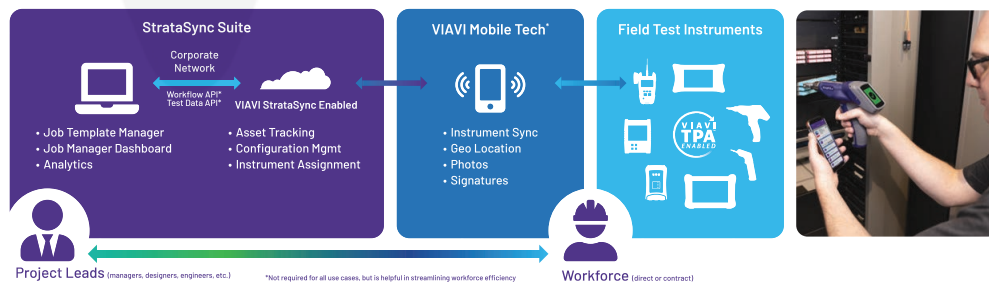 StrataSync Suite
Corporate
Network
Workflow API*
Test Data API*
VIAVI StrataSync Enabled
• Job Template Manager
• Job Manager Dashboard
• Analytics
• Asset Tracking
• Configuration Mgmt
• Instrument Assignment
VIAVI Mobile Tech*
• Instrument Sync
• Geo Location
• Photos
• Signatures
Field Test Instruments
VIAVI
TPA
ENABLED
Project Leads (managers, designers, engineers, etc.)
*Not required for all use cases, but is helpful in streamlining workforce efficiency
Workforce (direct or contract)